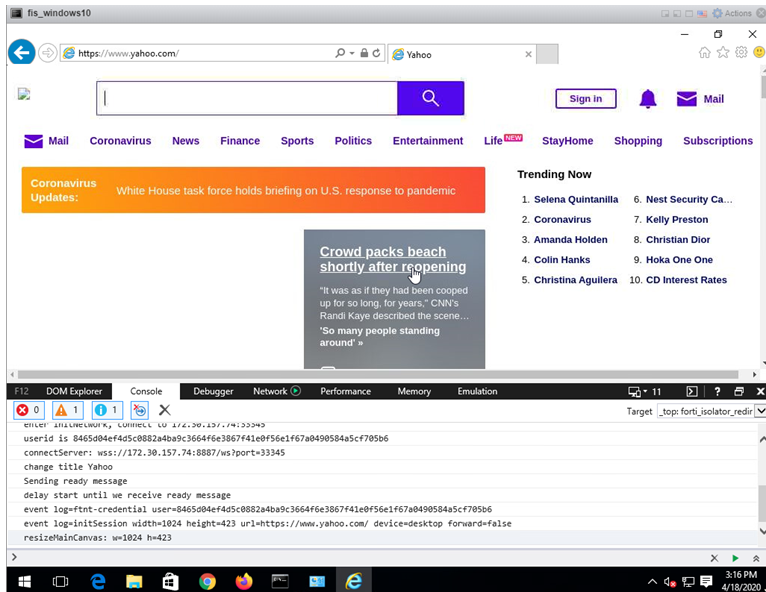 fis_windows10
Actions
https://www.yahoo.com/
Yahoo
Sign in
Mail
Mail
Coronavirus
News
Finance
Sports
Politics
Entertainment
Life NEW
StayHome
Shopping
Subscriptions
Coronavirus
Updates:
White House task force holds briefing on U.S. response to pandemic
Crowd packs beach
shortly after reopening
"It was as if they had been cooped
up for so long, for years," CNN's
Randi Kaye described the scene…
'So many people standing
around' »
Trending Now
1. Selena Quintanilla
2. Coronavirus
3. Amanda Holden
4. Colin Hanks
5. Christina Aguilera
6. Nest Security Ca…
7. Kelly Preston
8. Christian Dior
9. Hoka One One
10. CD Interest Rates
F12 DOM Explorer Console Debugger Network Performance Memory Emulation 11 ?
0 1 1
Target _top: forti_isolator_redir
enter initNetwork, connect to 172.30.157.74:33345
userid is 8465d04ef4d5c0882a4ba9c3664f6e3867f41e0f56e1f67a0490584a5cf705b6
connectServer: wss://172.30.157.74:8887/ws?port=33345
change title Yahoo
Sending ready message
delay start until we receive ready message
event log=ftnt-credential user=8465d04ef4d5c0882a4ba9c3664f6e3867f41e0f56e1f67a0490584a5cf705b6
event log=initSession width=1024 height=423 url=https://www.yahoo.com/ device=desktop forward=false
resizeMainCanvas: w=1024 h=423
3:16 PM
4/18/2020